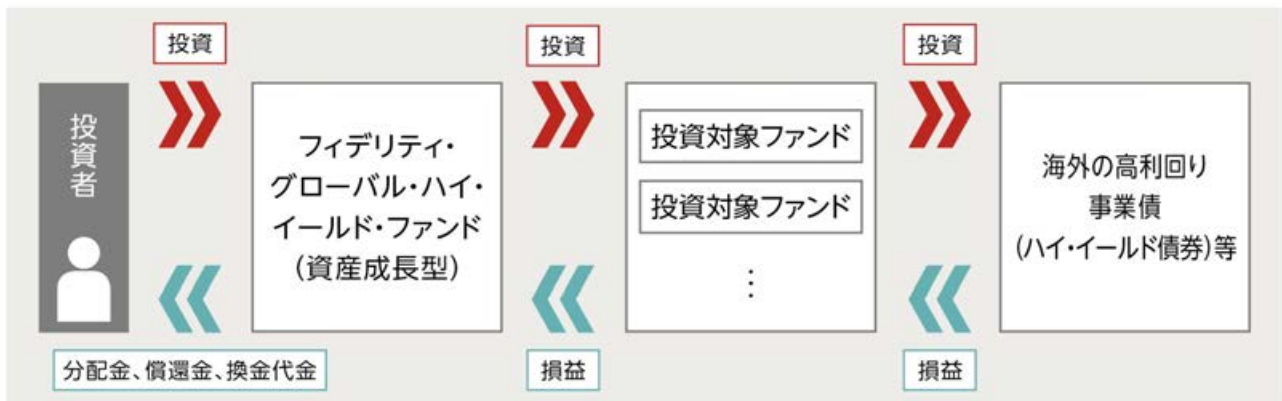 投資
投資
投資
投資者
フィデリティ・
グローバル・ハイ・
イールド・ファンド
(資産成長型)
投資対象ファンド
投資対象ファンド
⋮
海外の高利回り
事業債
(ハイ・イールド債券)等
分配金、償還金、換金代金
損益
損益